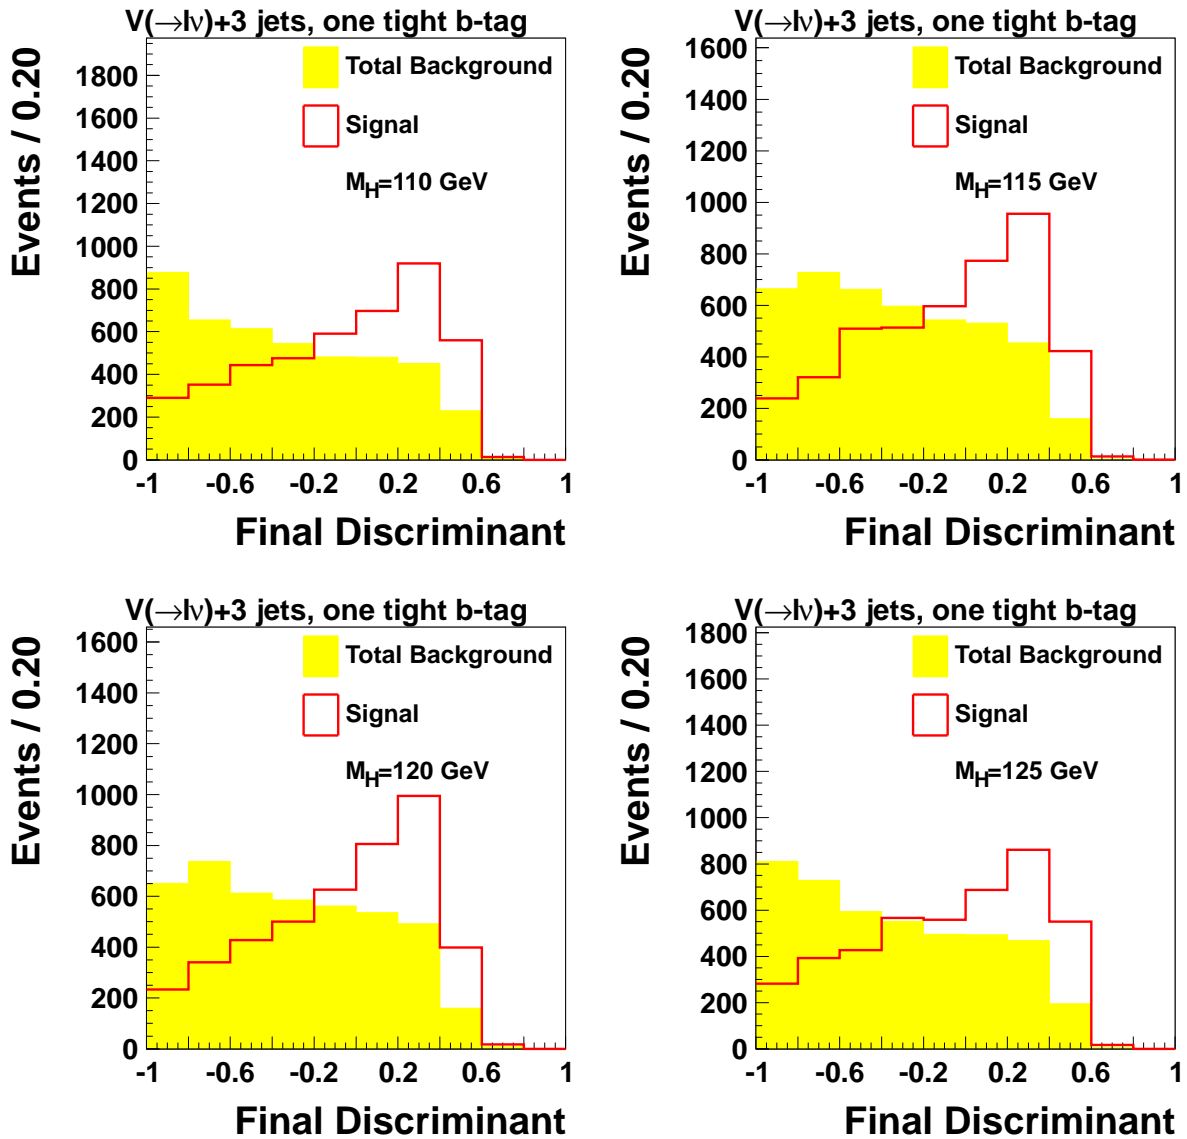 V(→lν)+3 jets, one tight b-tag
Events / 0.20
1800
1600
1400
1200
1000
800
600
400
200
0
Total Background
Signal
M_H=110 GeV
-1 -0.6 -0.2 0.2 0.6 1
Final Discriminant
V(→lν)+3 jets, one tight b-tag
Events / 0.20
1600
1400
1200
1000
800
600
400
200
0
Total Background
Signal
M_H=115 GeV
-1 -0.6 -0.2 0.2 0.6 1
Final Discriminant
V(→lν)+3 jets, one tight b-tag
Events / 0.20
1600
1400
1200
1000
800
600
400
200
0
Total Background
Signal
M_H=120 GeV
-1 -0.6 -0.2 0.2 0.6 1
Final Discriminant
V(→lν)+3 jets, one tight b-tag
Events / 0.20
1800
1600
1400
1200
1000
800
600
400
200
0
Total Background
Signal
M_H=125 GeV
-1 -0.6 -0.2 0.2 0.6 1
Final Discriminant